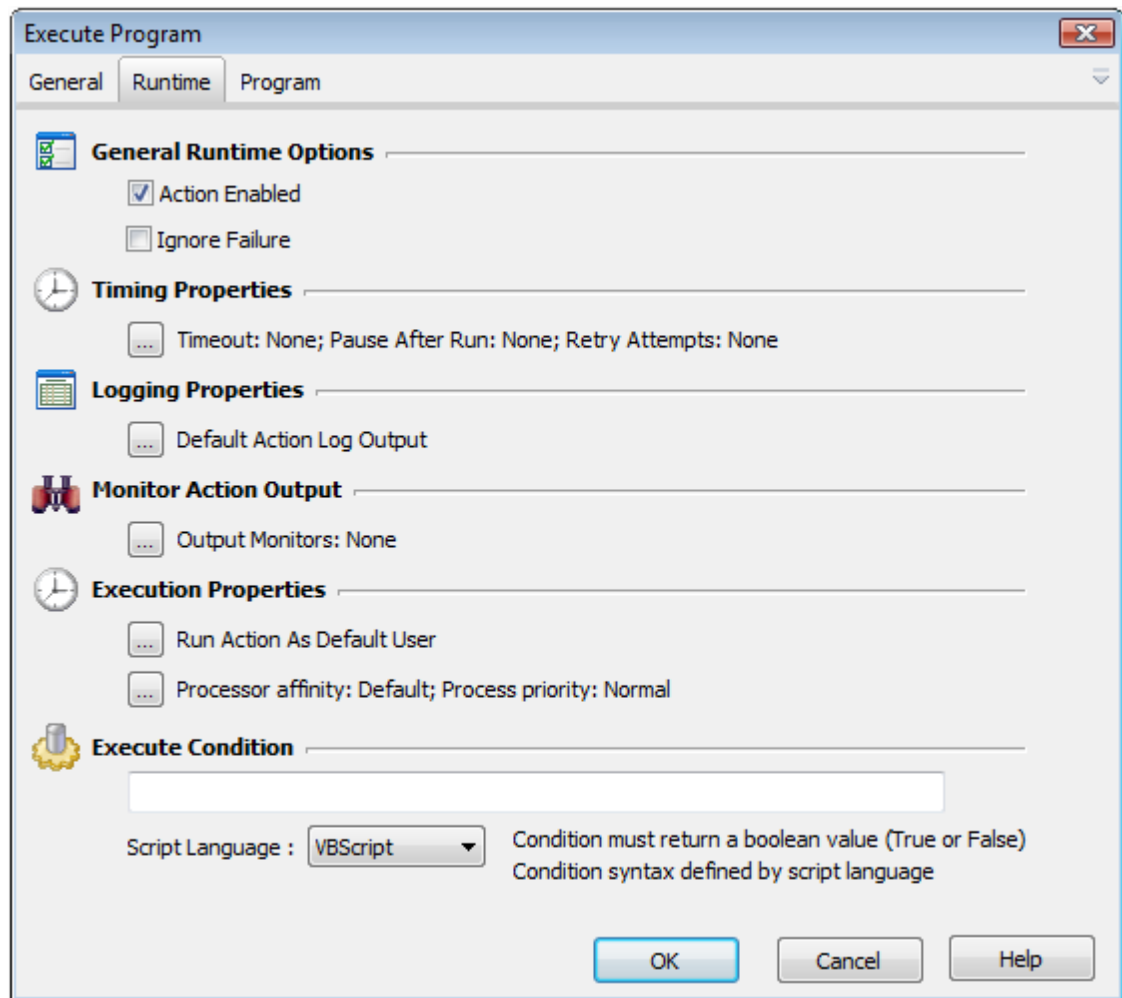 Execute Program
General Runtime Program
General Runtime Options
Action Enabled
Ignore Failure
Timing Properties
... Timeout: None; Pause After Run: None; Retry Attempts: None
Logging Properties
... Default Action Log Output
Monitor Action Output
... Output Monitors: None
Execution Properties
... Run Action As Default User
... Processor affinity: Default; Process priority: Normal
Execute Condition
Script Language : VBScript Condition must return a boolean value (True or False)
Condition syntax defined by script language
OK Cancel Help